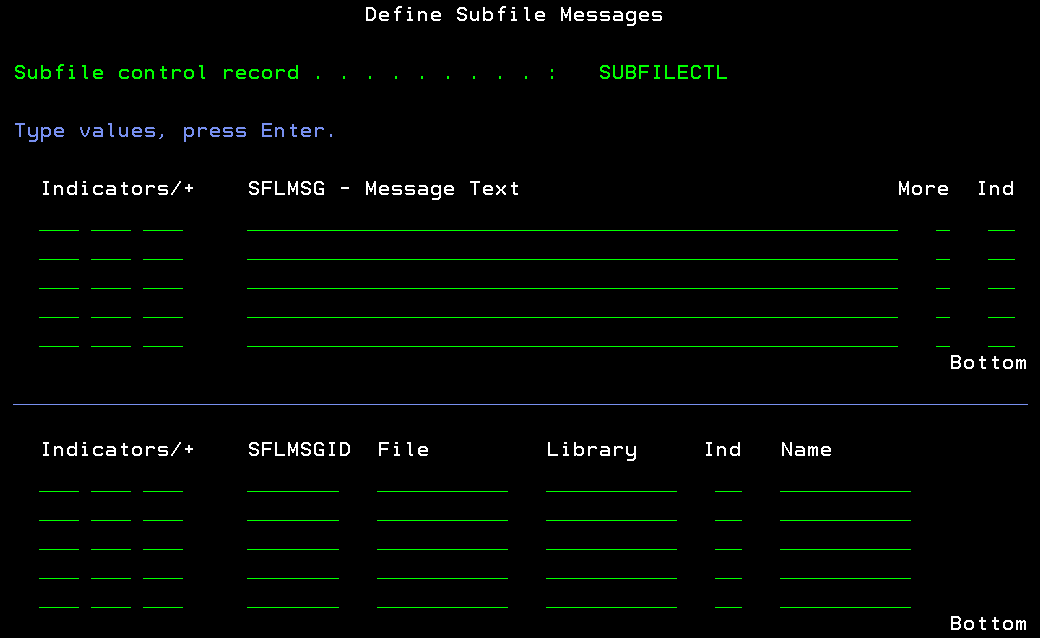 Define Subfile Messages
Subfile control record . . . . . . . . . : SUBFILECTL
Type values, press Enter.
Indicators/+ SFLMSG - Message Text More Ind
Bottom
Indicators/+ SFLMSGID File Library Ind Name
Bottom